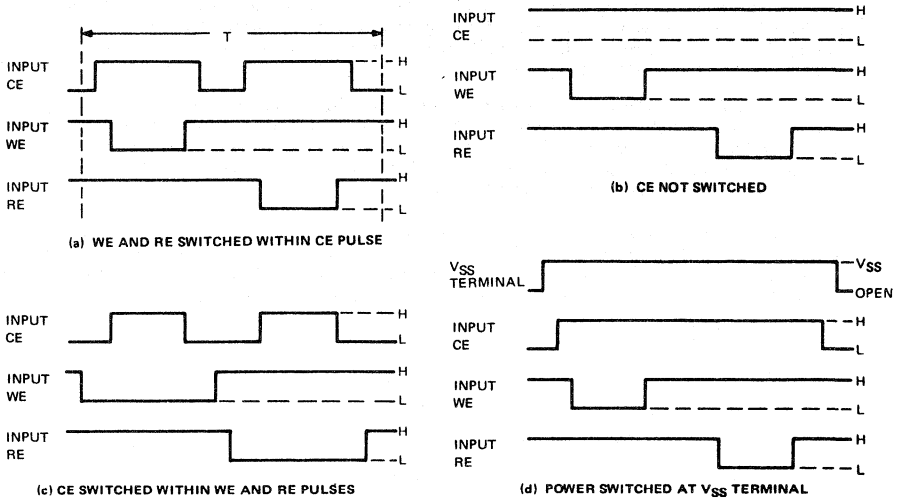 T
INPUT
CE
H
L
INPUT
WE
H
L
INPUT
RE
H
L
(a) WE AND RE SWITCHED WITHIN CE PULSE
INPUT
CE
H
L
INPUT
WE
H
L
INPUT
RE
H
L
(b) CE NOT SWITCHED
INPUT
CE
H
L
INPUT
WE
H
L
INPUT
RE
H
L
(c) CE SWITCHED WITHIN WE AND RE PULSES
VSS
TERMINAL
VSS
OPEN
INPUT
CE
H
L
INPUT
WE
H
L
INPUT
RE
H
L
(d) POWER SWITCHED AT VSS TERMINAL